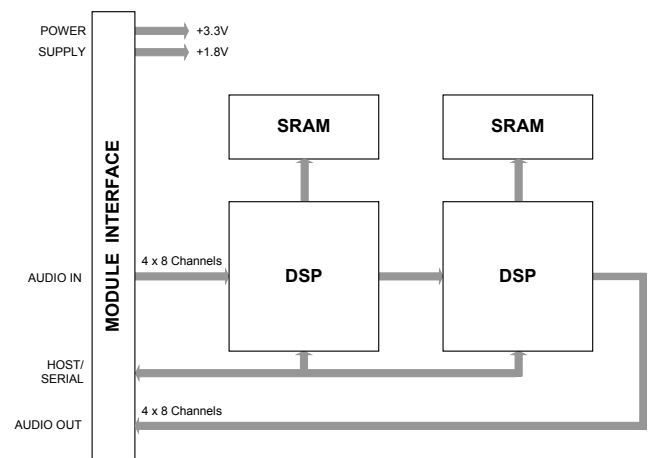 POWER
SUPPLY
+3.3V
+1.8V
MODULE INTERFACE
SRAM
SRAM
DSP
DSP
AUDIO IN
4 x 8 Channels
HOST/
SERIAL
AUDIO OUT
4 x 8 Channels